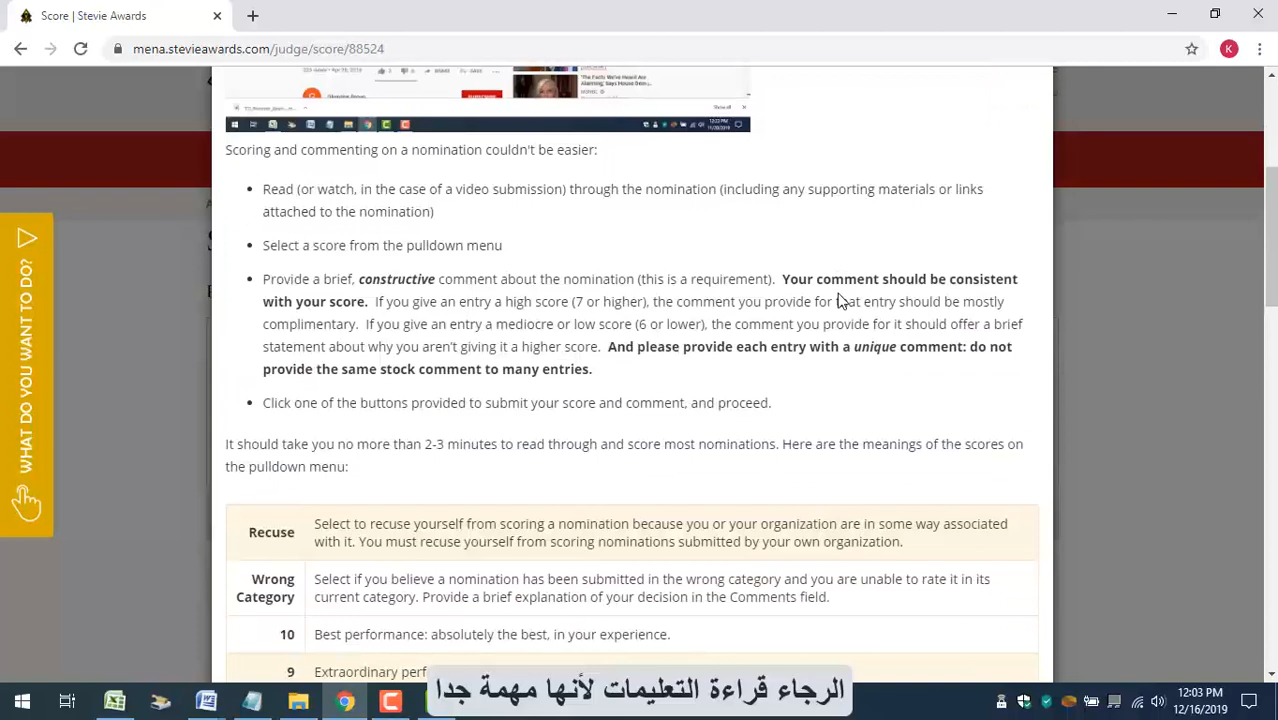 Score | Stevie Awards
mena.stevieawards.com/judge/score/88524
K
Scoring and commenting on a nomination couldn't be easier:
Read (or watch, in the case of a video submission) through the nomination (including any supporting materials or links
attached to the nomination)
Select a score from the pulldown menu
Provide a brief, constructive comment about the nomination (this is a requirement). Your comment should be consistent
with your score. If you give an entry a high score (7 or higher), the comment you provide for that entry should be mostly
complimentary. If you give an entry a mediocre or low score (6 or lower), the comment you provide for it should offer a brief
statement about why you aren't giving it a higher score. And please provide each entry with a unique comment: do not
provide the same stock comment to many entries.
Click one of the buttons provided to submit your score and comment, and proceed.
It should take you no more than 2-3 minutes to read through and score most nominations. Here are the meanings of the scores on
the pulldown menu:
Recuse
Select to recuse yourself from scoring a nomination because you or your organization are in some way associated
with it. You must recuse yourself from scoring nominations submitted by your own organization.
Wrong
Category
Select if you believe a nomination has been submitted in the wrong category and you are unable to rate it in its
current category. Provide a brief explanation of your decision in the Comments field.
10 Best performance: absolutely the best, in your experience.
9 Extraordinary
WHAT DO YOU WANT TO DO?
الرجاء قراءة التعليمات لأنها مهمة جدا
12:03 PM
12/16/2019